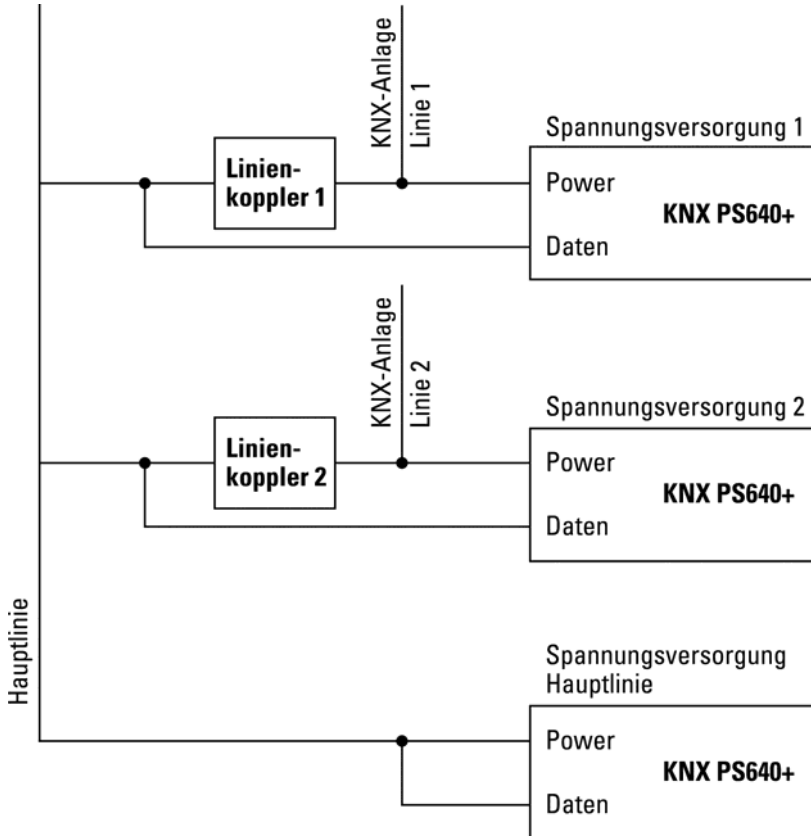 KNX-Anlage
Linie 1
Spannungsversorgung 1
Linien-
koppler 1
Power
KNX PS640+
Daten
KNX-Anlage
Linie 2
Spannungsversorgung 2
Linien-
koppler 2
Power
KNX PS640+
Daten
Hauptlinie
Spannungsversorgung
Hauptlinie
Power
KNX PS640+
Daten